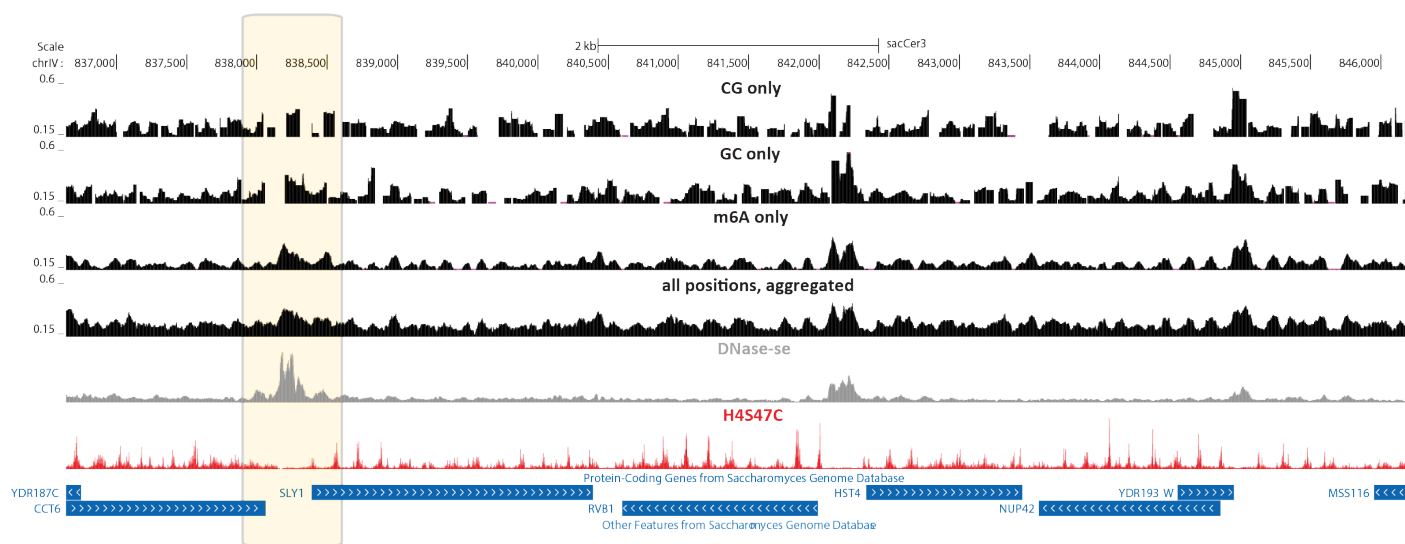 Scale 2 kb sacCer3
chrIV : 837,000 837,500 838,000 838,500 839,000 839,500 840,000 840,500 841,000 841,500 842,000 842,500 843,000 843,500 844,000 844,500 845,000 845,500 846,000
0.6
CG only
0.15
0.6
GC only
0.15
0.6
m6A only
0.15
0.6
all positions, aggregated
0.15
DNase-se
H4S47C
Protein-Coding Genes from Saccharomyces Genome Database
YDR187C SLY1 HST4 YDR193 W MSS116
CCT6 RVB1 NUP42
Other Features from Saccharomyces Genome Database